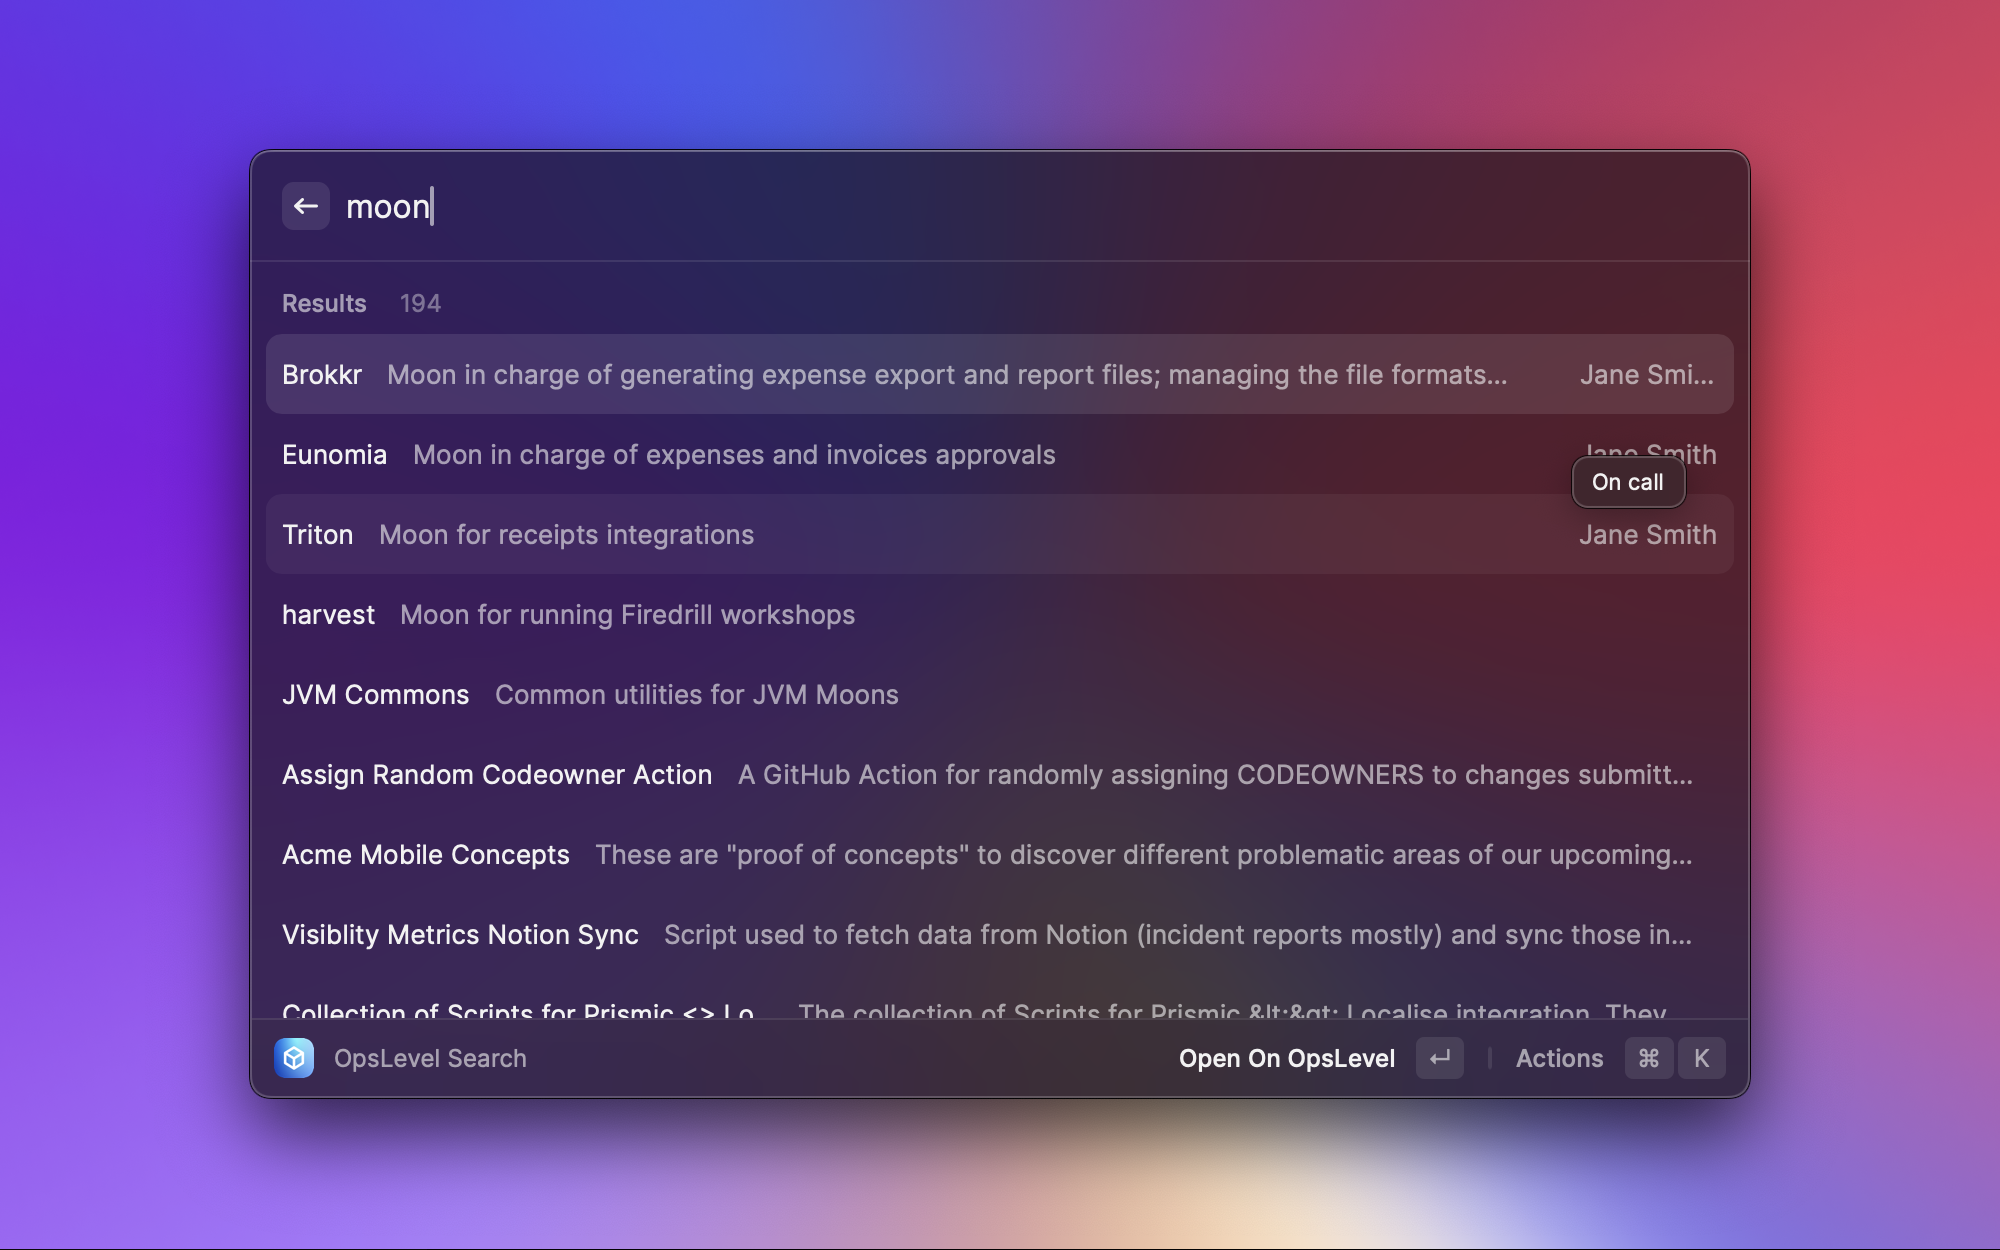 moon
Results 194
Brokkr Moon in charge of generating expense export and report files; managing the file formats... Jane Smi...
Eunomia Moon in charge of expenses and invoices approvals Jane Smith
On call
Triton Moon for receipts integrations Jane Smith
harvest Moon for running Firedrill workshops
JVM Commons Common utilities for JVM Moons
Assign Random Codeowner Action A GitHub Action for randomly assigning CODEOWNERS to changes submitt...
Acme Mobile Concepts These are "proof of concepts" to discover different problematic areas of our upcoming...
Visiblity Metrics Notion Sync Script used to fetch data from Notion (incident reports mostly) and sync those in...
Collection of Scripts for Prismic <> Lo... The collection of Scripts for Prismic &lt;&gt; Localise integration. They...
OpsLevel Search Open On OpsLevel ↵ Actions ⌘ K